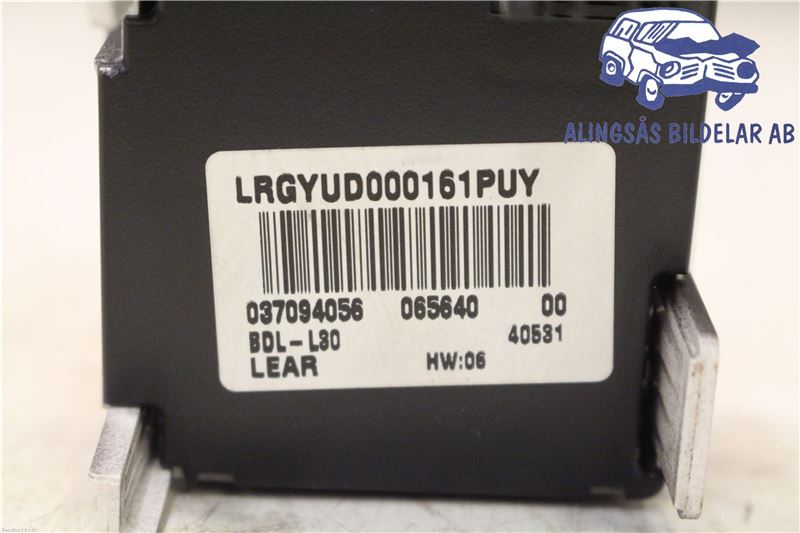 ALINGSÅS BILDELAR AB
LRGYUD000161PUY
037094056 065640 00
BDL-L30 40531
LEAR HW:06